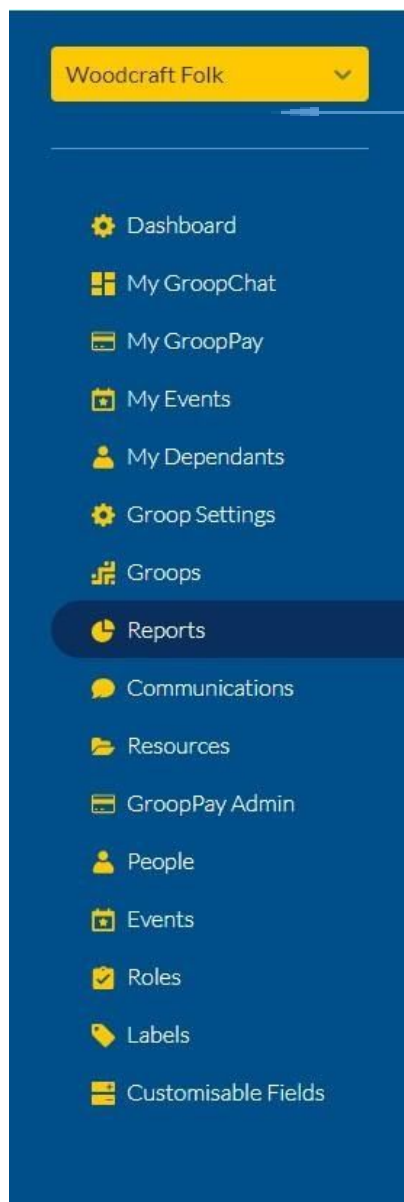 Woodcraft Folk
Dashboard
My GroopChat
My GroopPay
My Events
My Dependants
Groop Settings
Groops
Reports
Communications
Resources
GroopPay Admin
People
Events
Roles
Labels
Customisable Fields